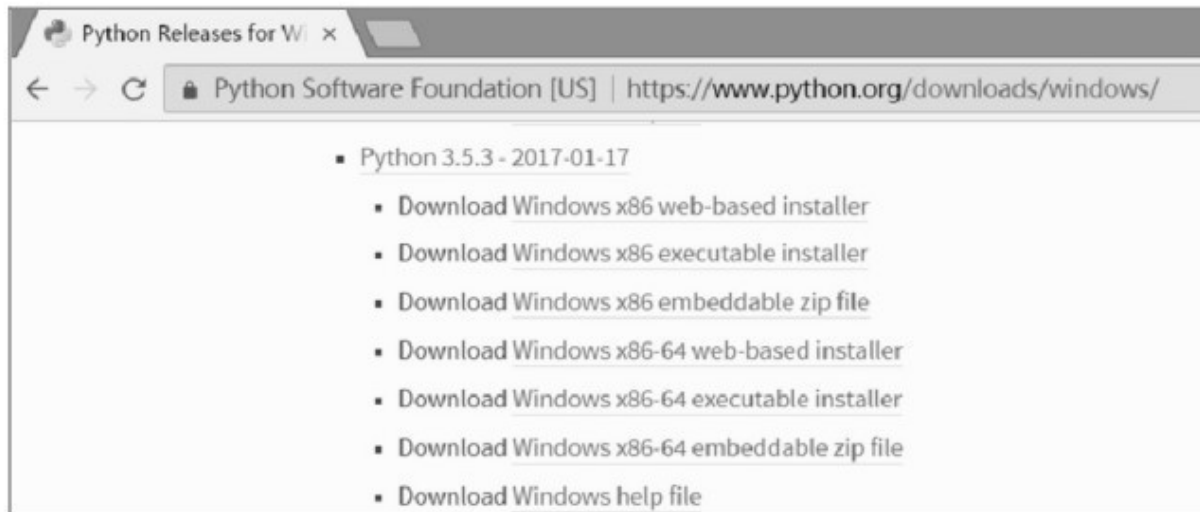 Python Releases for Wi
Python Software Foundation [US] | https://www.python.org/downloads/windows/
Python 3.5.3 - 2017-01-17
Download Windows x86 web-based installer
Download Windows x86 executable installer
Download Windows x86 embeddable zip file
Download Windows x86-64 web-based installer
Download Windows x86-64 executable installer
Download Windows x86-64 embeddable zip file
Download Windows help file